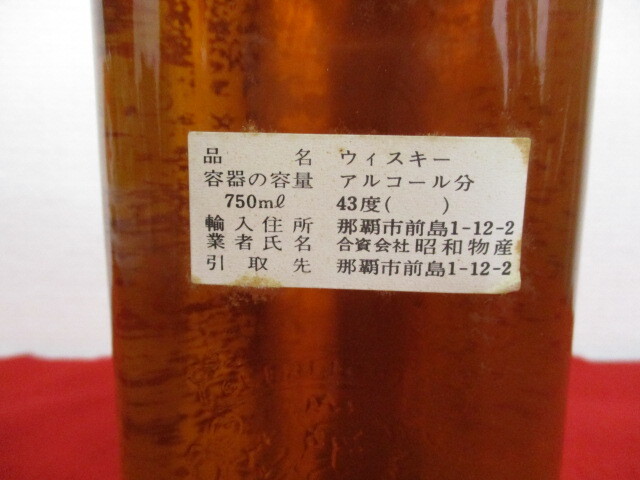 品名 ウィスキー
容器の容量 アルコール分
750mℓ 43度( )
輸入住所 那覇市前島1-12-2
業者氏名 合資会社昭和物産
引取先 那覇市前島1-12-2